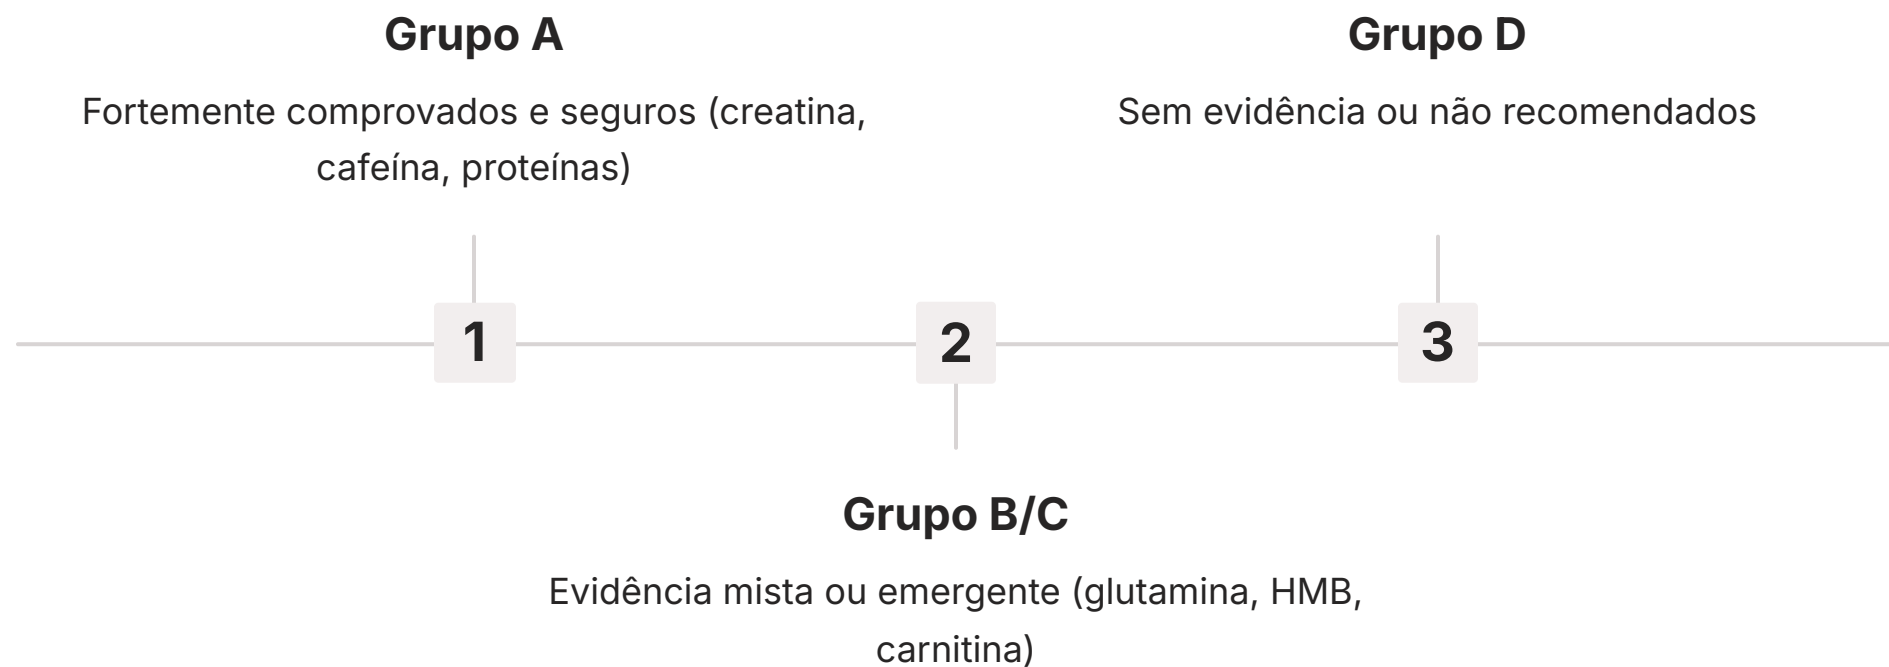 Grupo A
Fortemente comprovados e seguros (creatina,
cafeína, proteínas)
Grupo D
Sem evidência ou não recomendados
1
2
3
Grupo B/C
Evidência mista ou emergente (glutamina, HMB,
carnitina)